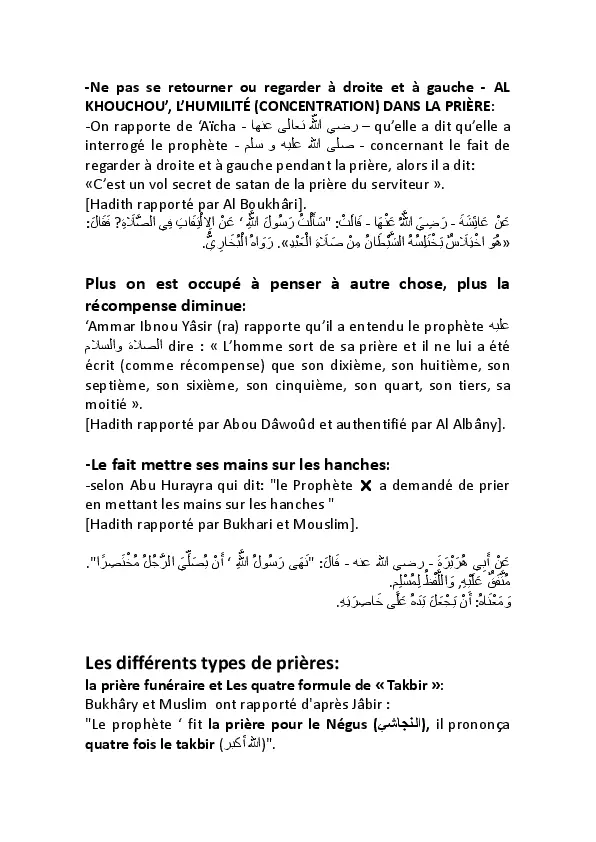 -Ne pas se retourner ou regarder à droite et à gauche - AL
KHOUCHOU’, L’HUMILITÉ (CONCENTRATION) DANS LA PRIÈRE:
-On rapporte de ‘Aïcha - رضي الله تعالى عنها – qu’elle a dit qu’elle a
interrogé le prophète - صلى الله عليه و سلم - concernant le fait de
regarder à droite et à gauche pendant la prière, alors il a dit:
«C’est un vol secret de satan de la prière du serviteur ».
[Hadith rapporté par Al Boukhâri].
عَنْ عَائِشَةَ - رَضِيَ اللَّهُ عَنْهَا - قَالَتْ: "سَأَلْتُ رَسُولَ اللَّهِ ‘ عَنْ الِالْتِفَاتِ فِي الصَّلَاةِ? فَقَالَ:
«هُوَ اخْتِلَاسٌ يَخْتَلِسُهُ الشَّيْطَانُ مِنْ صَلَاةِ الْعَبْدِ». رَوَاهُ الْبُخَارِيُّ.
Plus on est occupé à penser à autre chose, plus la
récompense diminue:
‘Ammar Ibnou Yâsir (ra) rapporte qu’il a entendu le prophète عليه
الصلاة والسلام dire : « L’homme sort de sa prière et il ne lui a été
écrit (comme récompense) que son dixième, son huitième, son
septième, son sixième, son cinquième, son quart, son tiers, sa
moitié ».
[Hadith rapporté par Abou Dâwoûd et authentifié par Al Albâny].
-Le fait mettre ses mains sur les hanches:
-selon Abu Hurayra qui dit: "le Prophète ❌ a demandé de prier
en mettant les mains sur les hanches "
[Hadith rapporté par Bukhari et Mouslim].
عَنْ أَبِي هُرَيْرَةَ - رضي الله عنه - قَالَ: "نَهَى رَسُولُ اللَّهِ ‘ أَنْ يُصَلِّيَ الرَّجُلُ مُخْتَصِرًا".
مُتَّفَقٌ عَلَيْهِ, وَاللَّفْظُ لِمُسْلِمٍ.
وَمَعْنَاهُ: أَنْ يَجْعَلَ يَدَهُ عَلَى خَاصِرَتِهِ.
Les différents types de prières:
la prière funéraire et Les quatre formule de « Takbir »:
Bukhâry et Muslim ont rapporté d'après Jâbir :
"Le prophète ‘ fit la prière pour le Négus (النجاشي), il prononça
quatre fois le takbir (الله أكبر)".